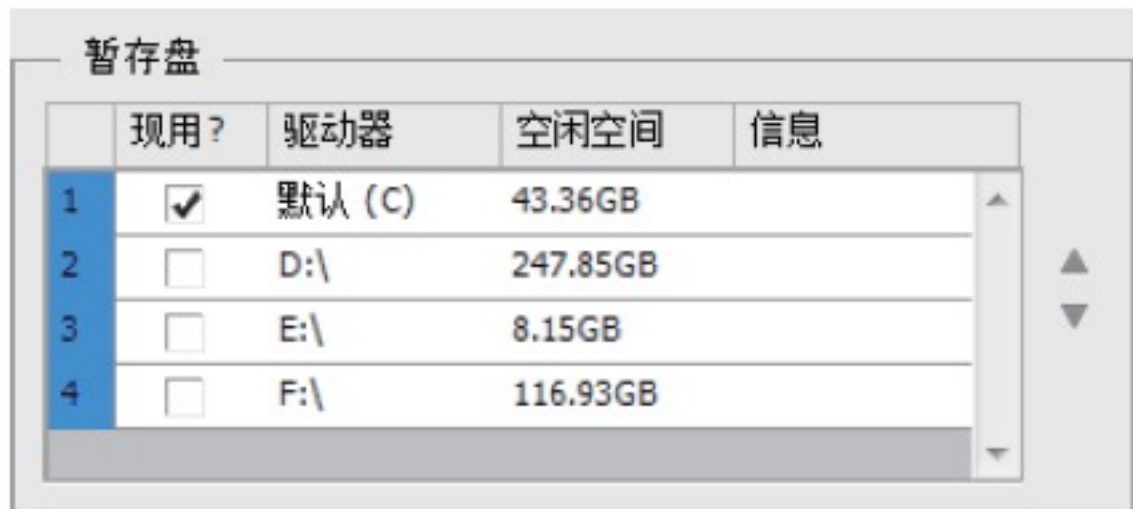 暂存盘
现用? 驱动器 空闲空间 信息
1 默认 (C) 43.36GB
2 D:\ 247.85GB
3 E:\ 8.15GB
4 F:\ 116.93GB